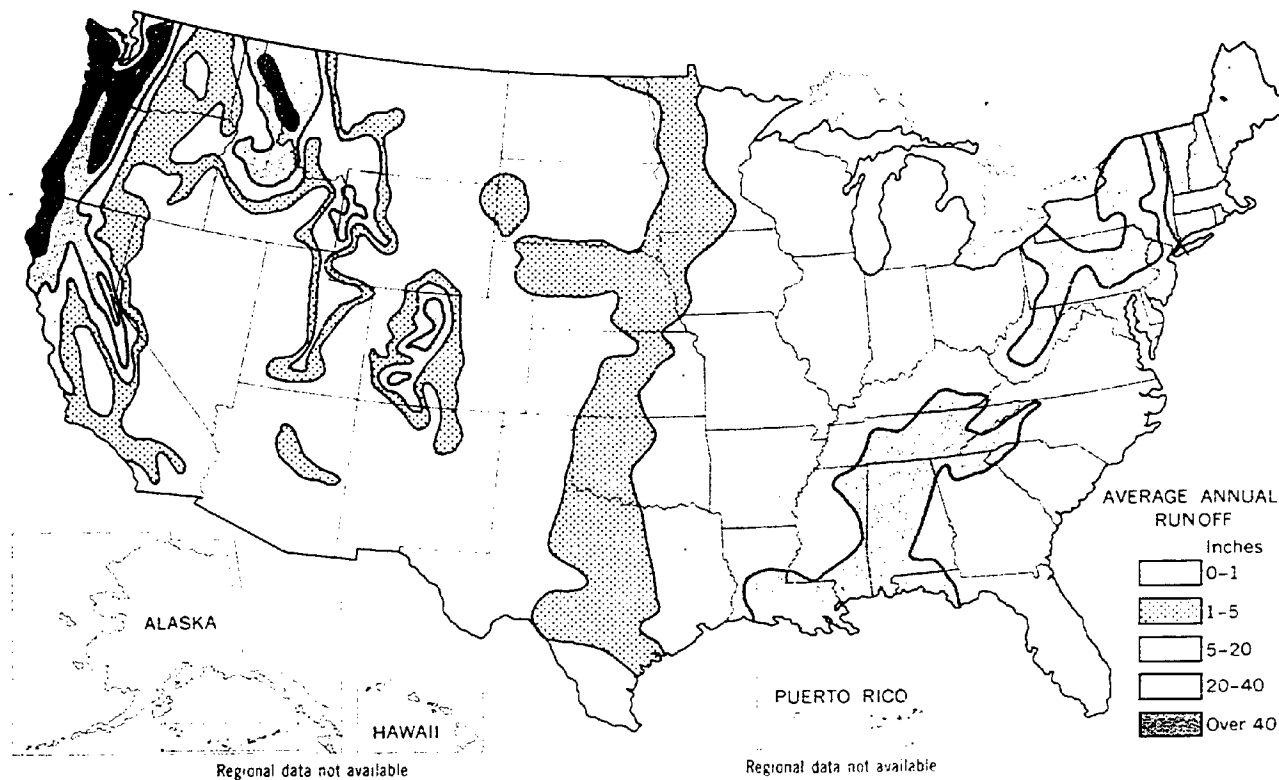 AVERAGE ANNUAL
RUNOFF
Inches
0-1
1-5
5-20
20-40
Over 40
ALASKA
HAWAII
PUERTO RICO
Regional data not available
Regional data not available